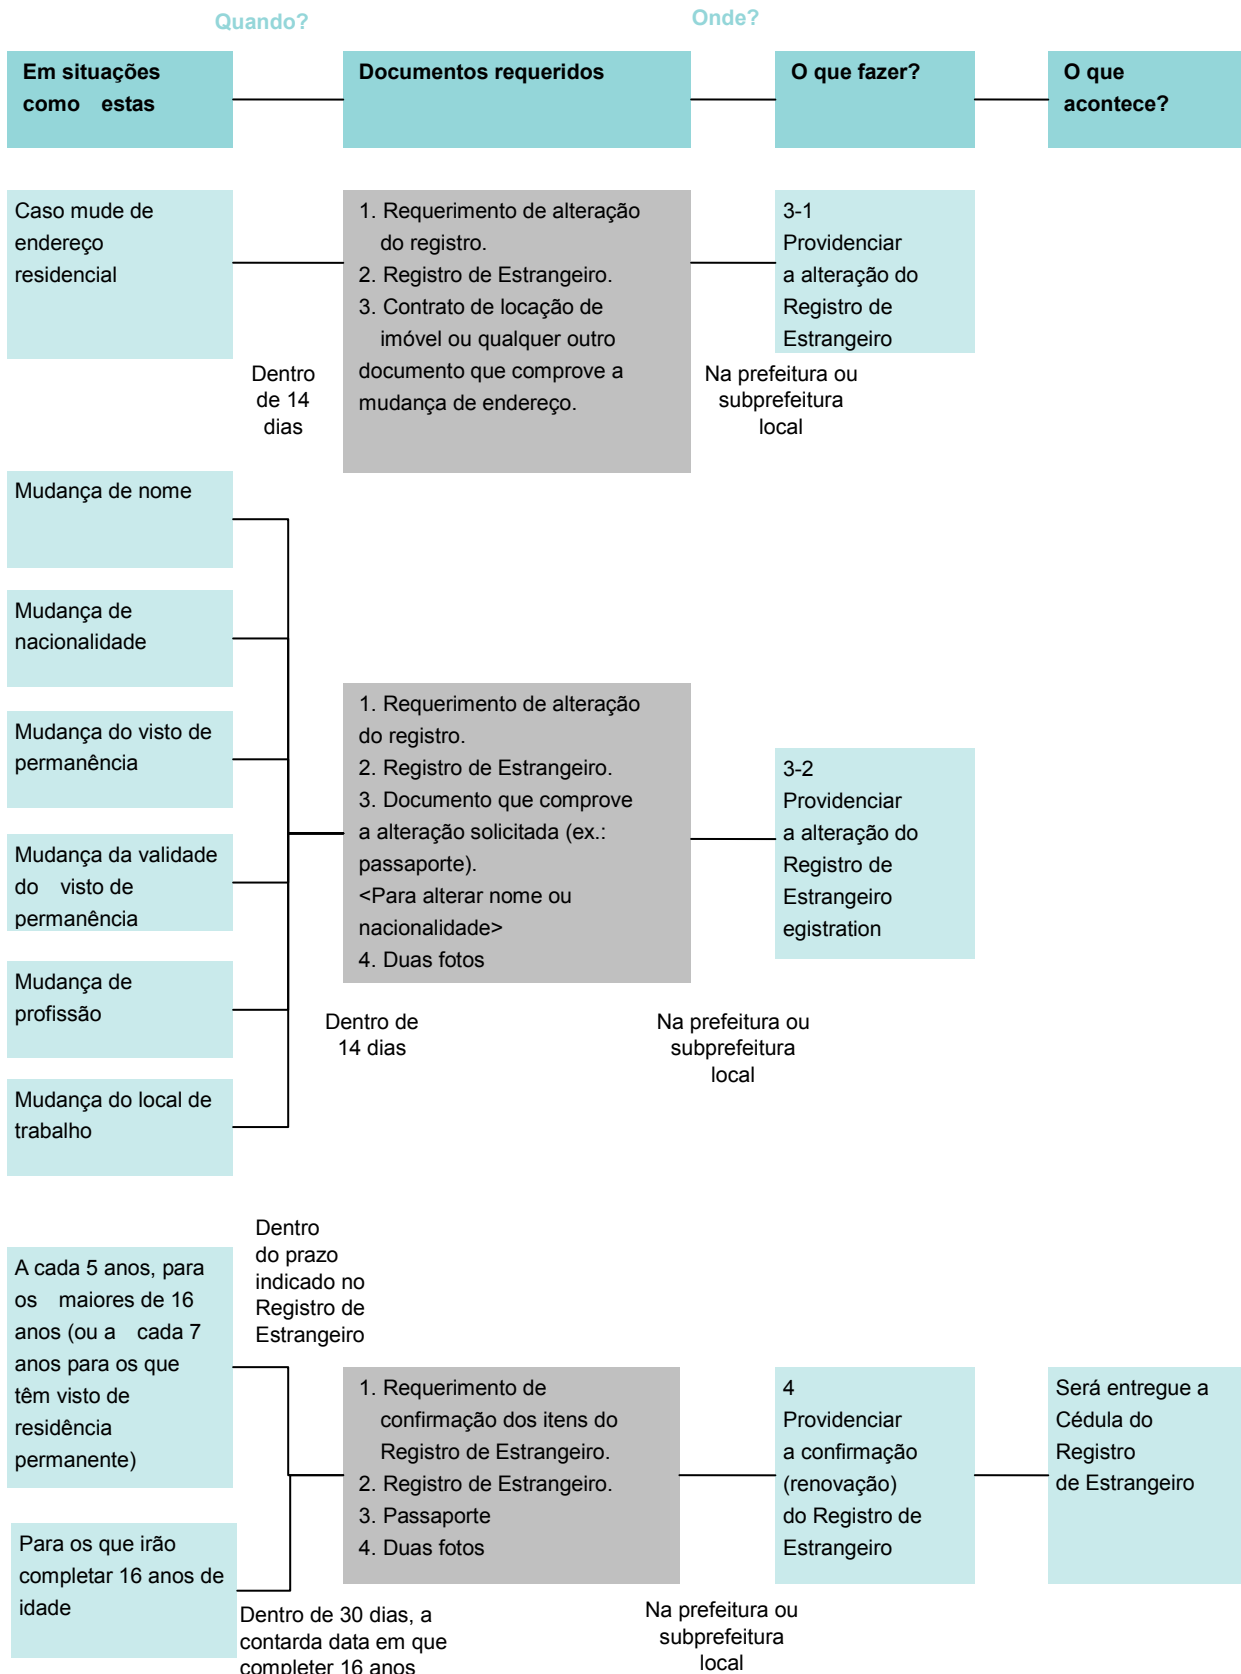 Quando?
Onde?
Em situações
como estas
Documentos requeridos
O que fazer?
O que
acontece?
Caso mude de
endereço
residencial
Dentro
de 14
dias
1. Requerimento de alteração
do registro.
2. Registro de Estrangeiro.
3. Contrato de locação de
imóvel ou qualquer outro
documento que comprove a
mudança de endereço.
Na prefeitura ou
subprefeitura
local
3-1
Providenciar
a alteração do
Registro de
Estrangeiro
Mudança de nome
Mudança de
nacionalidade
Mudança do visto de
permanência
Mudança da validade
do visto de
permanência
Mudança de
profissão
Mudança do local de
trabalho
Dentro de
14 dias
1. Requerimento de alteração
do registro.
2. Registro de Estrangeiro.
3. Documento que comprove
a alteração solicitada (ex.:
passaporte).
<Para alterar nome ou
nacionalidade>
4. Duas fotos
Na prefeitura ou
subprefeitura
local
3-2
Providenciar
a alteração do
Registro de
Estrangeiro
egistration
A cada 5 anos, para
os maiores de 16
anos (ou a cada 7
anos para os que
têm visto de
residência
permanente)
Dentro
do prazo
indicado no
Registro de
Estrangeiro
Para os que irão
completar 16 anos de
idade
Dentro de 30 dias, a
contarda data em que
completer 16 anos
1. Requerimento de
confirmação dos itens do
Registro de Estrangeiro.
2. Registro de Estrangeiro.
3. Passaporte
4. Duas fotos
Na prefeitura ou
subprefeitura
local
4
Providenciar
a confirmação
(renovação)
do Registro de
Estrangeiro
Será entregue a
Cédula do
Registro
de Estrangeiro